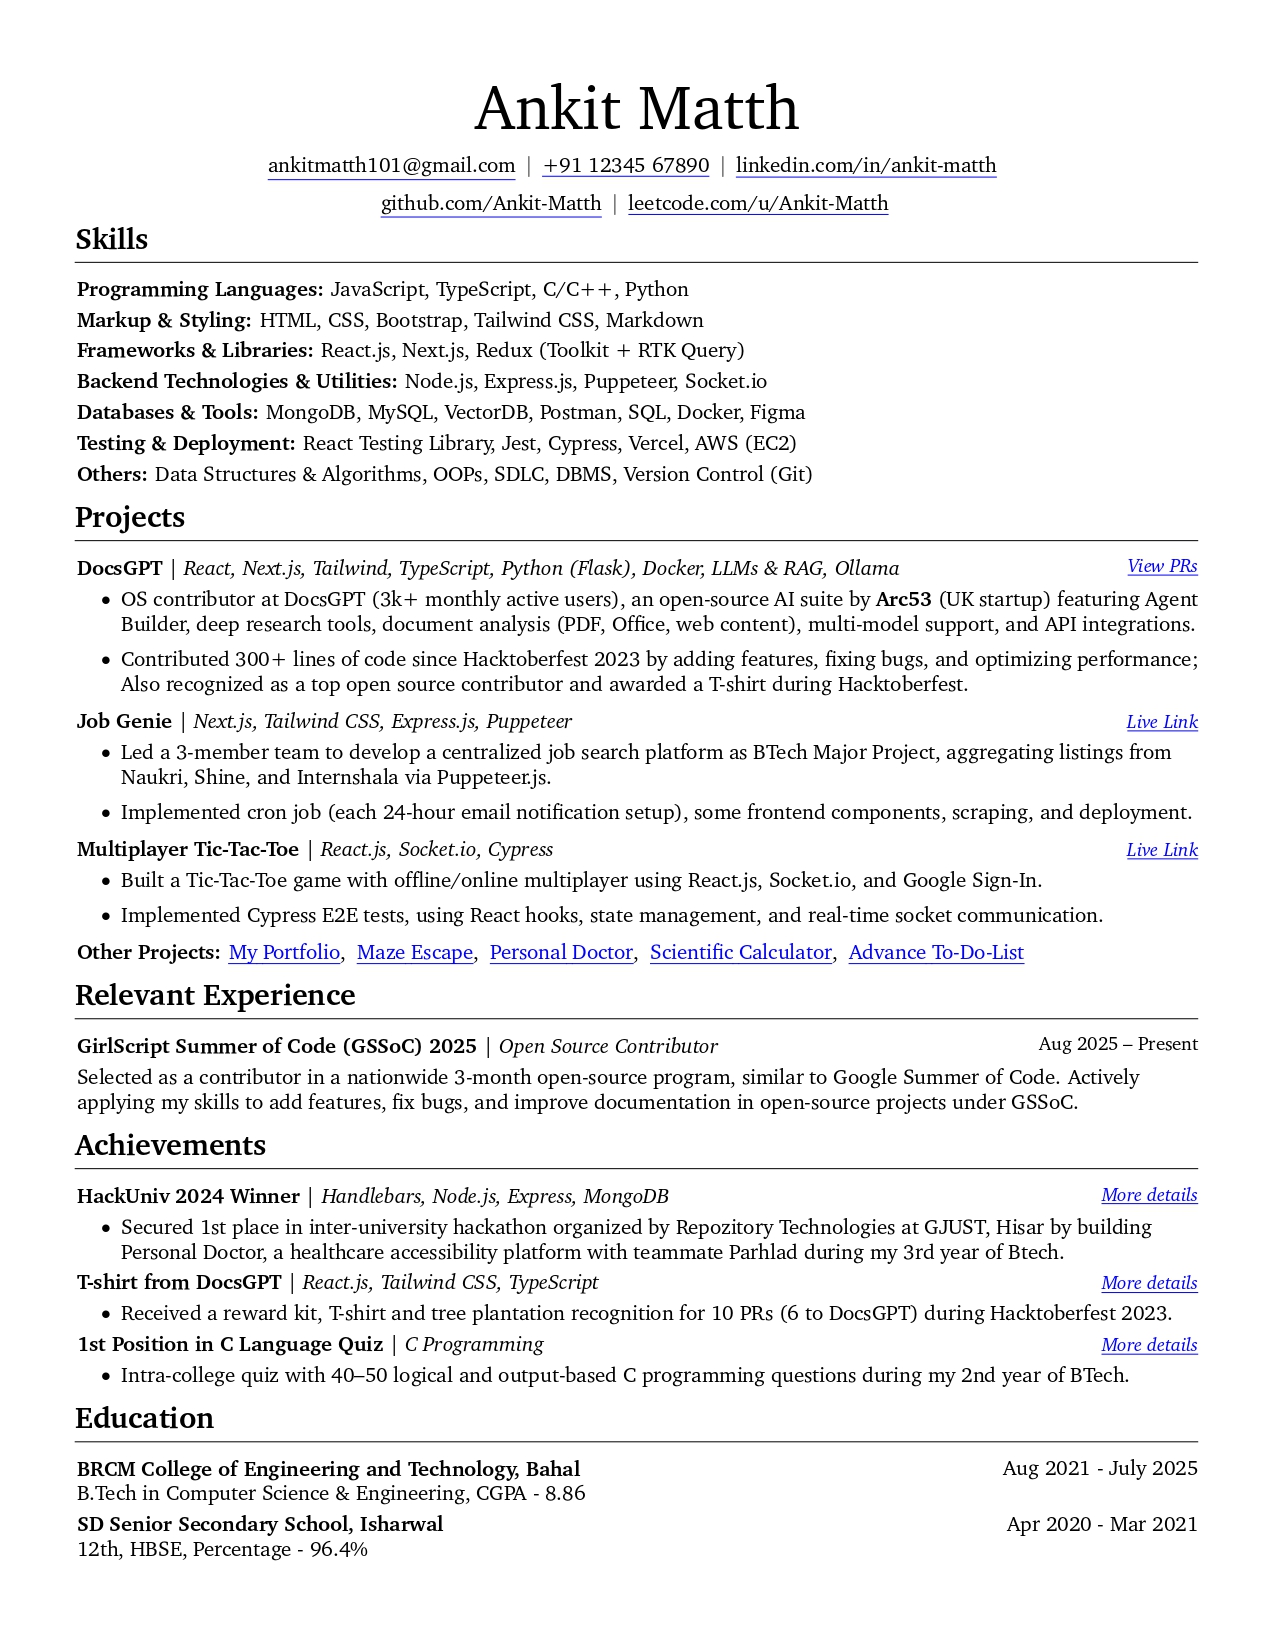 Ankit Matth
ankitmatth101@gmail.com | +91 12345 67890 | linkedin.com/in/ankit-matth
github.com/Ankit-Matth | leetcode.com/u/Ankit-Matth
Skills
Programming Languages: JavaScript, TypeScript, C/C++, Python
Markup & Styling: HTML, CSS, Bootstrap, Tailwind CSS, Markdown
Frameworks & Libraries: React.js, Next.js, Redux (Toolkit + RTK Query)
Backend Technologies & Utilities: Node.js, Express.js, Puppeteer, Socket.io
Databases & Tools: MongoDB, MySQL, VectorDB, Postman, SQL, Docker, Figma
Testing & Deployment: React Testing Library, Jest, Cypress, Vercel, AWS (EC2)
Others: Data Structures & Algorithms, OOPs, SDLC, DBMS, Version Control (Git)
Projects
DocsGPT | React, Next.js, Tailwind, TypeScript, Python (Flask), Docker, LLMs & RAG, Ollama View PRs
• OS contributor at DocsGPT (3k+ monthly active users), an open-source AI suite by Arc53 (UK startup) featuring Agent
Builder, deep research tools, document analysis (PDF, Office, web content), multi-model support, and API integrations.
• Contributed 300+ lines of code since Hacktoberfest 2023 by adding features, fixing bugs, and optimizing performance;
Also recognized as a top open source contributor and awarded a T-shirt during Hacktoberfest.
Job Genie | Next.js, Tailwind CSS, Express.js, Puppeteer Live Link
• Led a 3-member team to develop a centralized job search platform as BTech Major Project, aggregating listings from
Naukri, Shine, and Internshala via Puppeteer.js.
• Implemented cron job (each 24-hour email notification setup), some frontend components, scraping, and deployment.
Multiplayer Tic-Tac-Toe | React.js, Socket.io, Cypress Live Link
• Built a Tic-Tac-Toe game with offline/online multiplayer using React.js, Socket.io, and Google Sign-In.
• Implemented Cypress E2E tests, using React hooks, state management, and real-time socket communication.
Other Projects: My Portfolio, Maze Escape, Personal Doctor, Scientific Calculator, Advance To-Do-List
Relevant Experience
GirlScript Summer of Code (GSSoC) 2025 | Open Source Contributor Aug 2025 – Present
Selected as a contributor in a nationwide 3-month open-source program, similar to Google Summer of Code. Actively
applying my skills to add features, fix bugs, and improve documentation in open-source projects under GSSoC.
Achievements
HackUniv 2024 Winner | Handlebars, Node.js, Express, MongoDB More details
• Secured 1st place in inter-university hackathon organized by Repozitory Technologies at GJUST, Hisar by building
Personal Doctor, a healthcare accessibility platform with teammate Parhlad during my 3rd year of Btech.
T-shirt from DocsGPT | React.js, Tailwind CSS, TypeScript More details
• Received a reward kit, T-shirt and tree plantation recognition for 10 PRs (6 to DocsGPT) during Hacktoberfest 2023.
1st Position in C Language Quiz | C Programming More details
• Intra-college quiz with 40–50 logical and output-based C programming questions during my 2nd year of BTech.
Education
BRCM College of Engineering and Technology, Bahal Aug 2021 - July 2025
B.Tech in Computer Science & Engineering, CGPA - 8.86
SD Senior Secondary School, Isharwal Apr 2020 - Mar 2021
12th, HBSE, Percentage - 96.4%